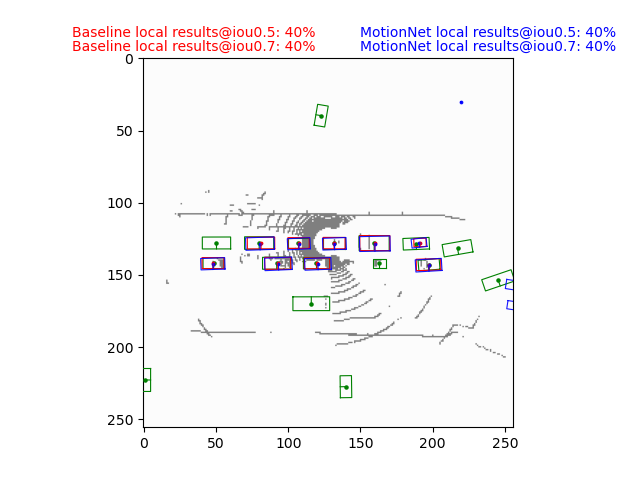 Baseline local results@iou0.5: 40%
Baseline local results@iou0.7: 40%
MotionNet local results@iou0.5: 40%
MotionNet local results@iou0.7: 40%
0
50
100
150
200
250
0 50 100 150 200 250